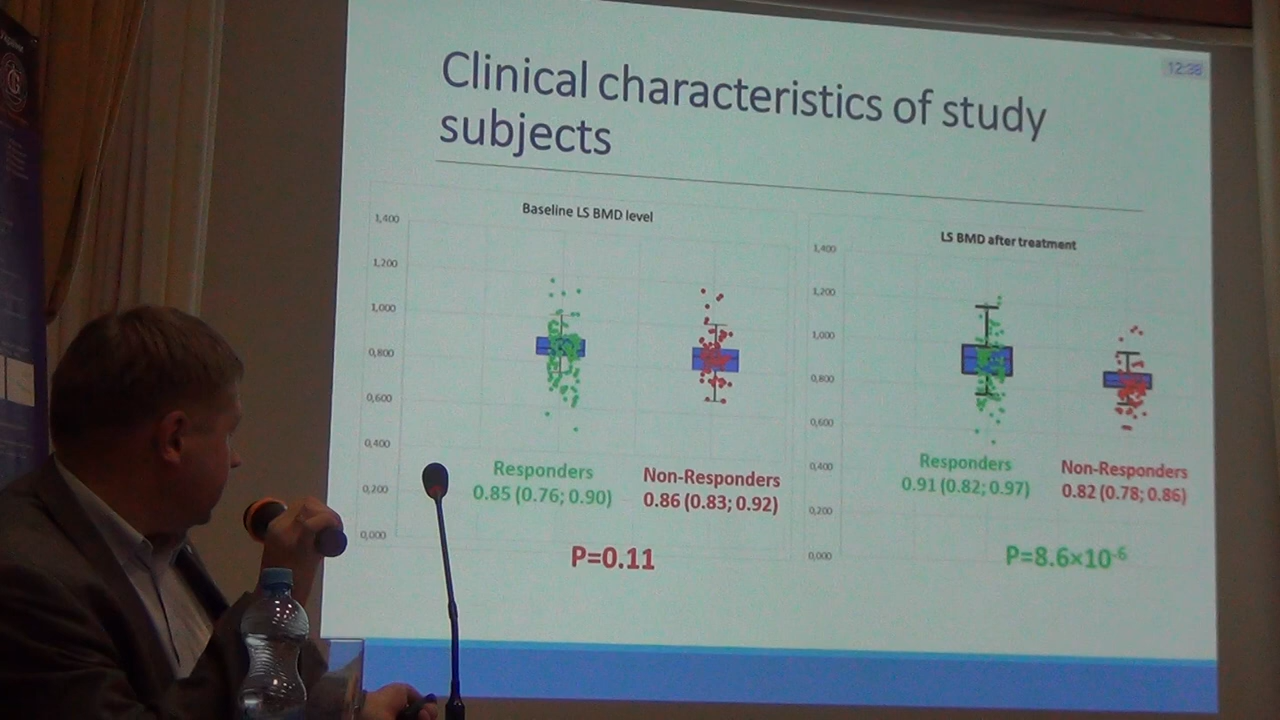 12:38
Clinical characteristics of study
subjects
Baseline LS BMD level
1,400
1,200
1,000
0,800
0,600
0,400
0,200
0,000
Responders
0.85 (0.76; 0.90)
Non-Responders
0.86 (0.83; 0.92)
P=0.11
LS BMD after treatment
1,400
1,200
1,000
0,800
0,600
0,400
0,200
0,000
Responders
0.91 (0.82; 0.97)
Non-Responders
0.82 (0.78; 0.86)
P=8.6×10⁻⁶